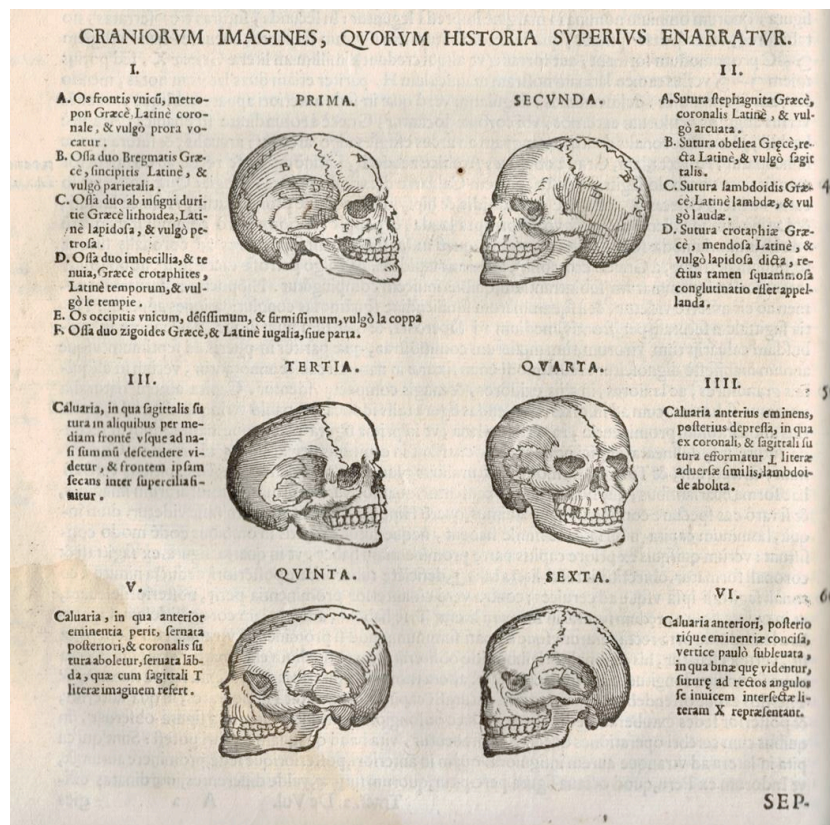 CRANIORVM IMAGINES, QVORVM HISTORIA SVPERIVS ENARRATVR.
I.
PRIMA.
A. Os frontis vnicũ, metro-
pon Græcè Latinè coro-
nale, & vulgò prora vo-
catur.
B. Ossa duo Bregmatis Græ-
cè, sincipitis Latinè, &
vulgò parietalia.
C. Ossa duo ab insigni duri-
tie Græcè lithoidea, Lati-
nè lapidosa, & vulgò pe-
trosa.
D. Ossa duo imbecillia, & te
nuia, Græcè crotaphites,
Latinè temporum, & vul-
gò le tempie.
E. Os occipitis vnicum, dẽsissimum, & firmissimum, vulgò la coppa
F. Ossa duo zigoides Græcè, & Latinè iugalia, siue paria.
A
B
D
F
SECVNDA.
II.
A. Sutura stephagnita Græcè,
coronalis Latinè, & vul-
gò arcuata.
B. Sutura obeliea Gręcè, re-
cta Latinè, & vulgò sagit
talis.
C. Sutura lambdoidis Græ-
cè, Latinè lambdæ, & vul
gò laudæ.
D. Sutura crotaphiæ Græ-
cè, mendosa Latinè, &
vulgò lapidosa dicta, re-
ctius tamen squammosa
conglutinatio esset appel-
landa.
D
TERTIA.
III.
Caluaria, in qua sagittalis su
tura in aliquibus per me-
diam frontẽ vsque ad na-
si summũ descendere vi-
detur, & frontem ipsam
secans inter supercilia fi-
nitur.
QVARTA.
IIII.
Caluaria anterius eminens,
posterius depressa, in qua
ex coronali, & sagittali su
tura efformatur ⊥ literæ
aduersæ similis, lambdoi-
de abolita.
QVINTA.
V.
Caluaria, in qua anterior
eminentia perit, seruata
posteriori, & coronalis su
tura aboletur, seruata lãb-
da, quæ cum sagittali T
literæ imaginem refert.
SEXTA.
VI.
Caluaria anteriori, posterio
rique eminentiæ concisa,
vertice paulò subleuata,
in qua binæ quę videntur,
suturę ad rectos angulos
se inuicem intersectæ li-
teram X repræsentant.
SEP-